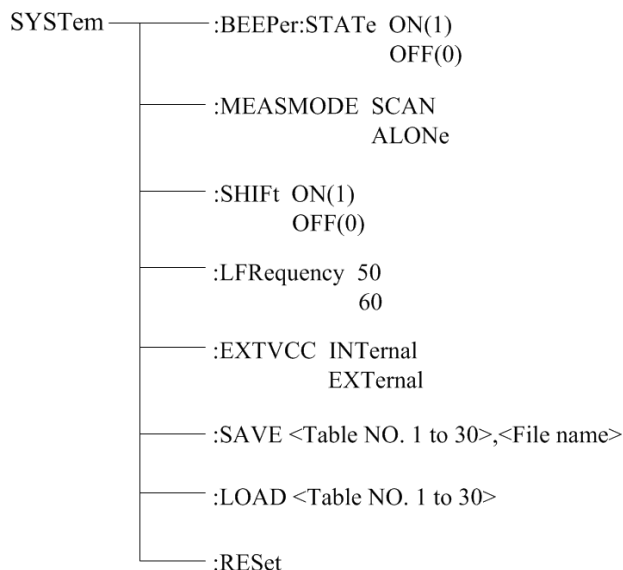 SYSTem :BEEPer:STATe ON(1)
OFF(0)
:MEASMODE SCAN
ALONe
:SHIFt ON(1)
OFF(0)
:LFRequency 50
60
:EXTVCC INTernal
EXTernal
:SAVE <Table NO. 1 to 30>,<File name>
:LOAD <Table NO. 1 to 30>
:RESet